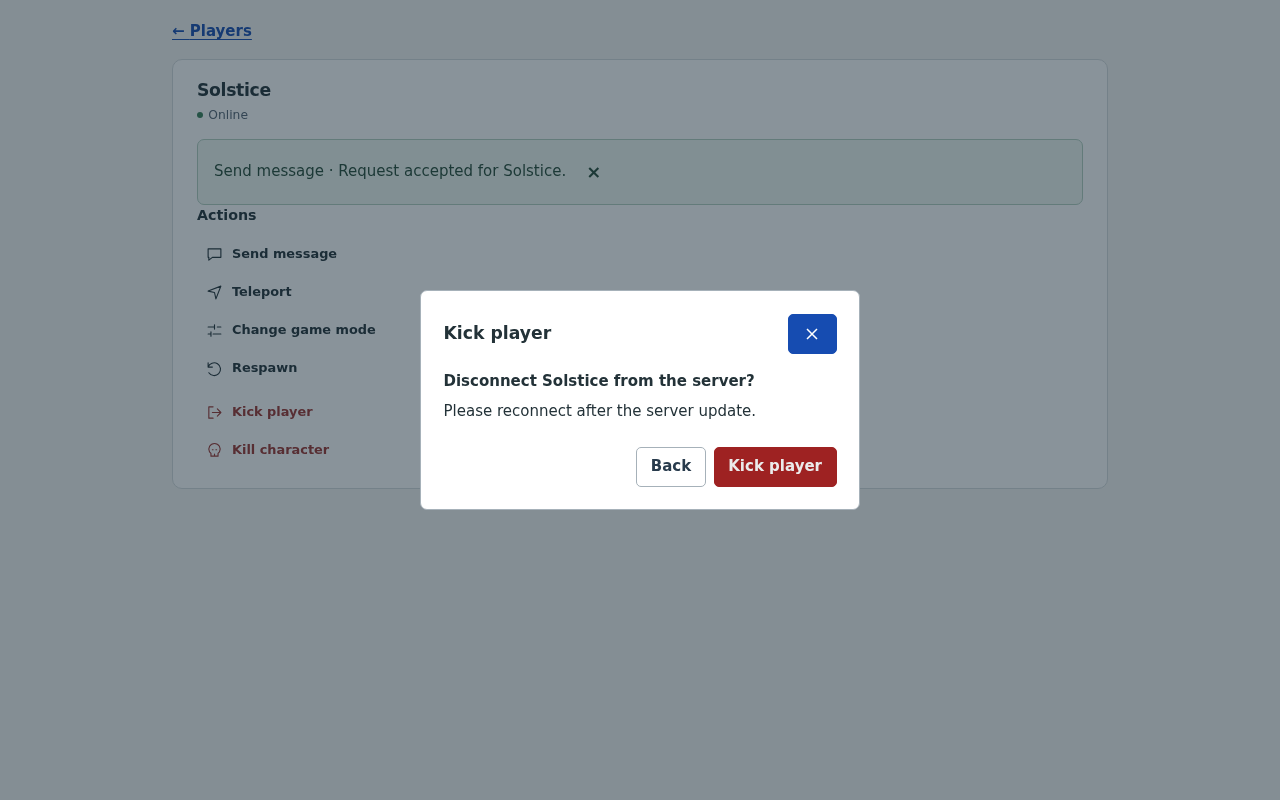 ← Players
Solstice
Online
Send message · Request accepted for Solstice. ×
Actions
Send message
Teleport
Change game mode
Respawn
Kick player
Kill character
Kick player
Disconnect Solstice from the server?
Please reconnect after the server update.
Back
Kick player